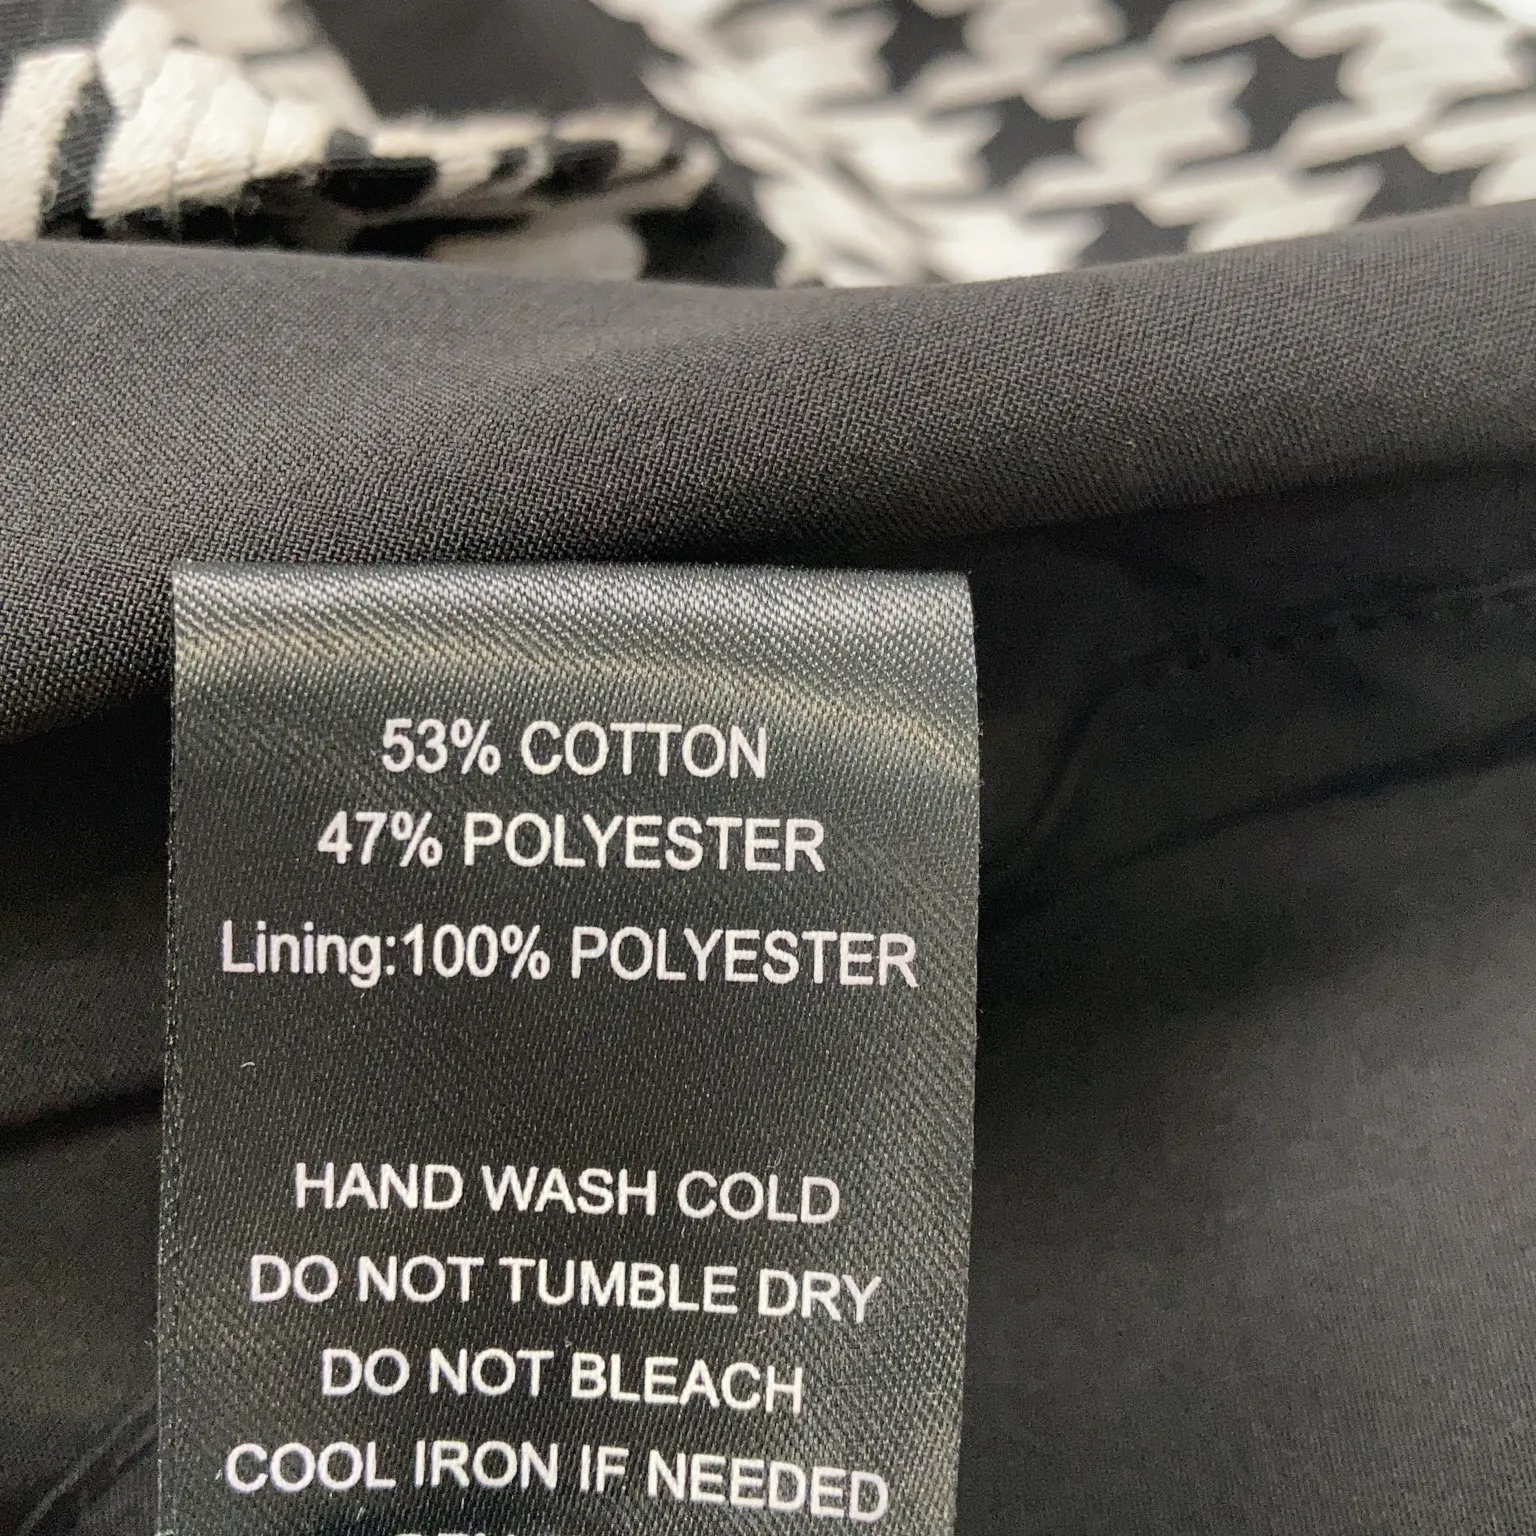 53% COTTON
47% POLYESTER
Lining:100% POLYESTER
HAND WASH COLD
DO NOT TUMBLE DRY
DO NOT BLEACH
COOL IRON IF NEEDED